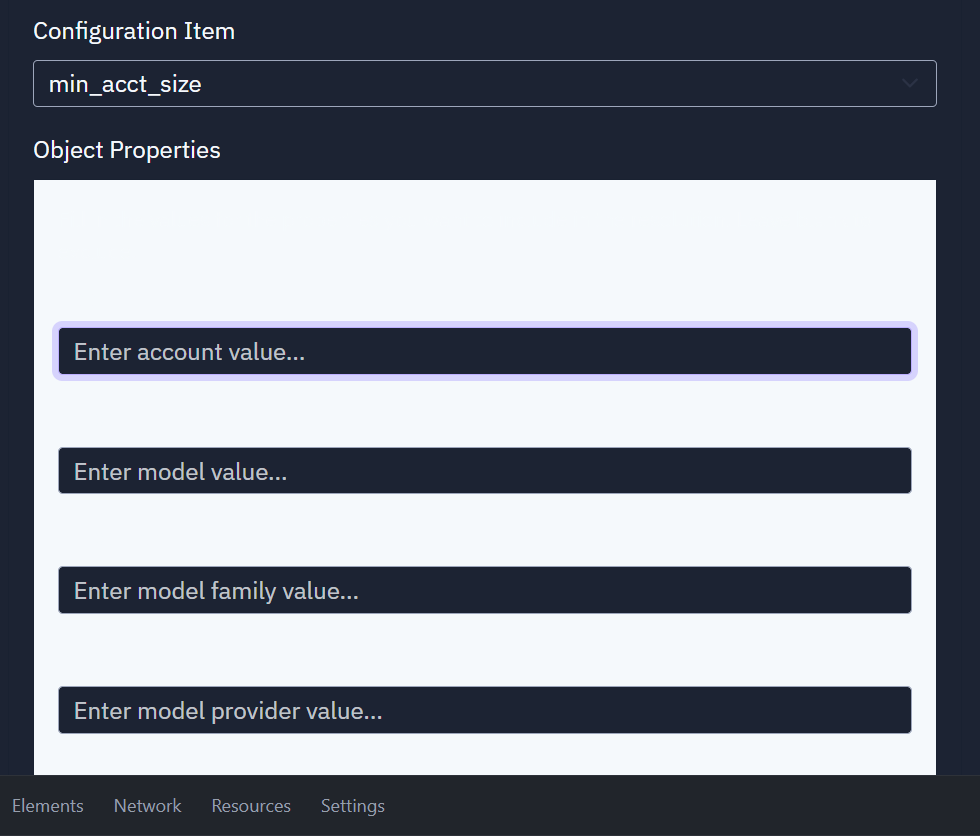 Configuration Item
min_acct_size
Object Properties
Enter account value...
Enter model value...
Enter model family value...
Enter model provider value...
Elements Network Resources Settings